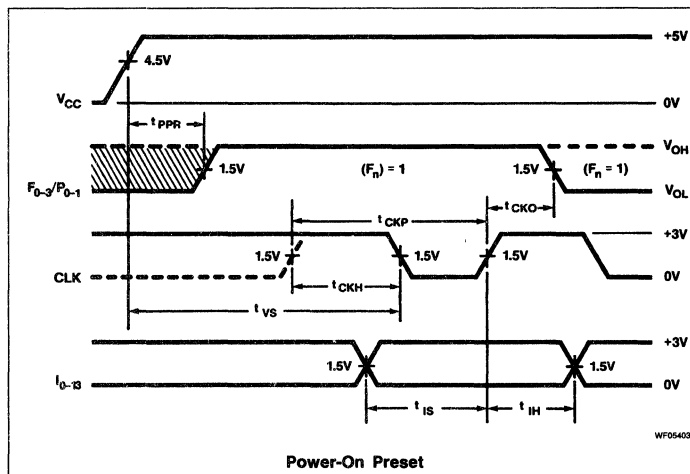 +5V
4.5V
VCC
0V
tPPR
VOH
1.5V
(Fn) = 1
1.5V
(Fn = 1)
F0–3/P0–1
VOL
tCKO
tCKP
+3V
1.5V
1.5V
1.5V
CLK
0V
tCKH
tVS
+3V
1.5V
1.5V
I0–13
0V
tIS
tIH
WF05403
Power-On Preset